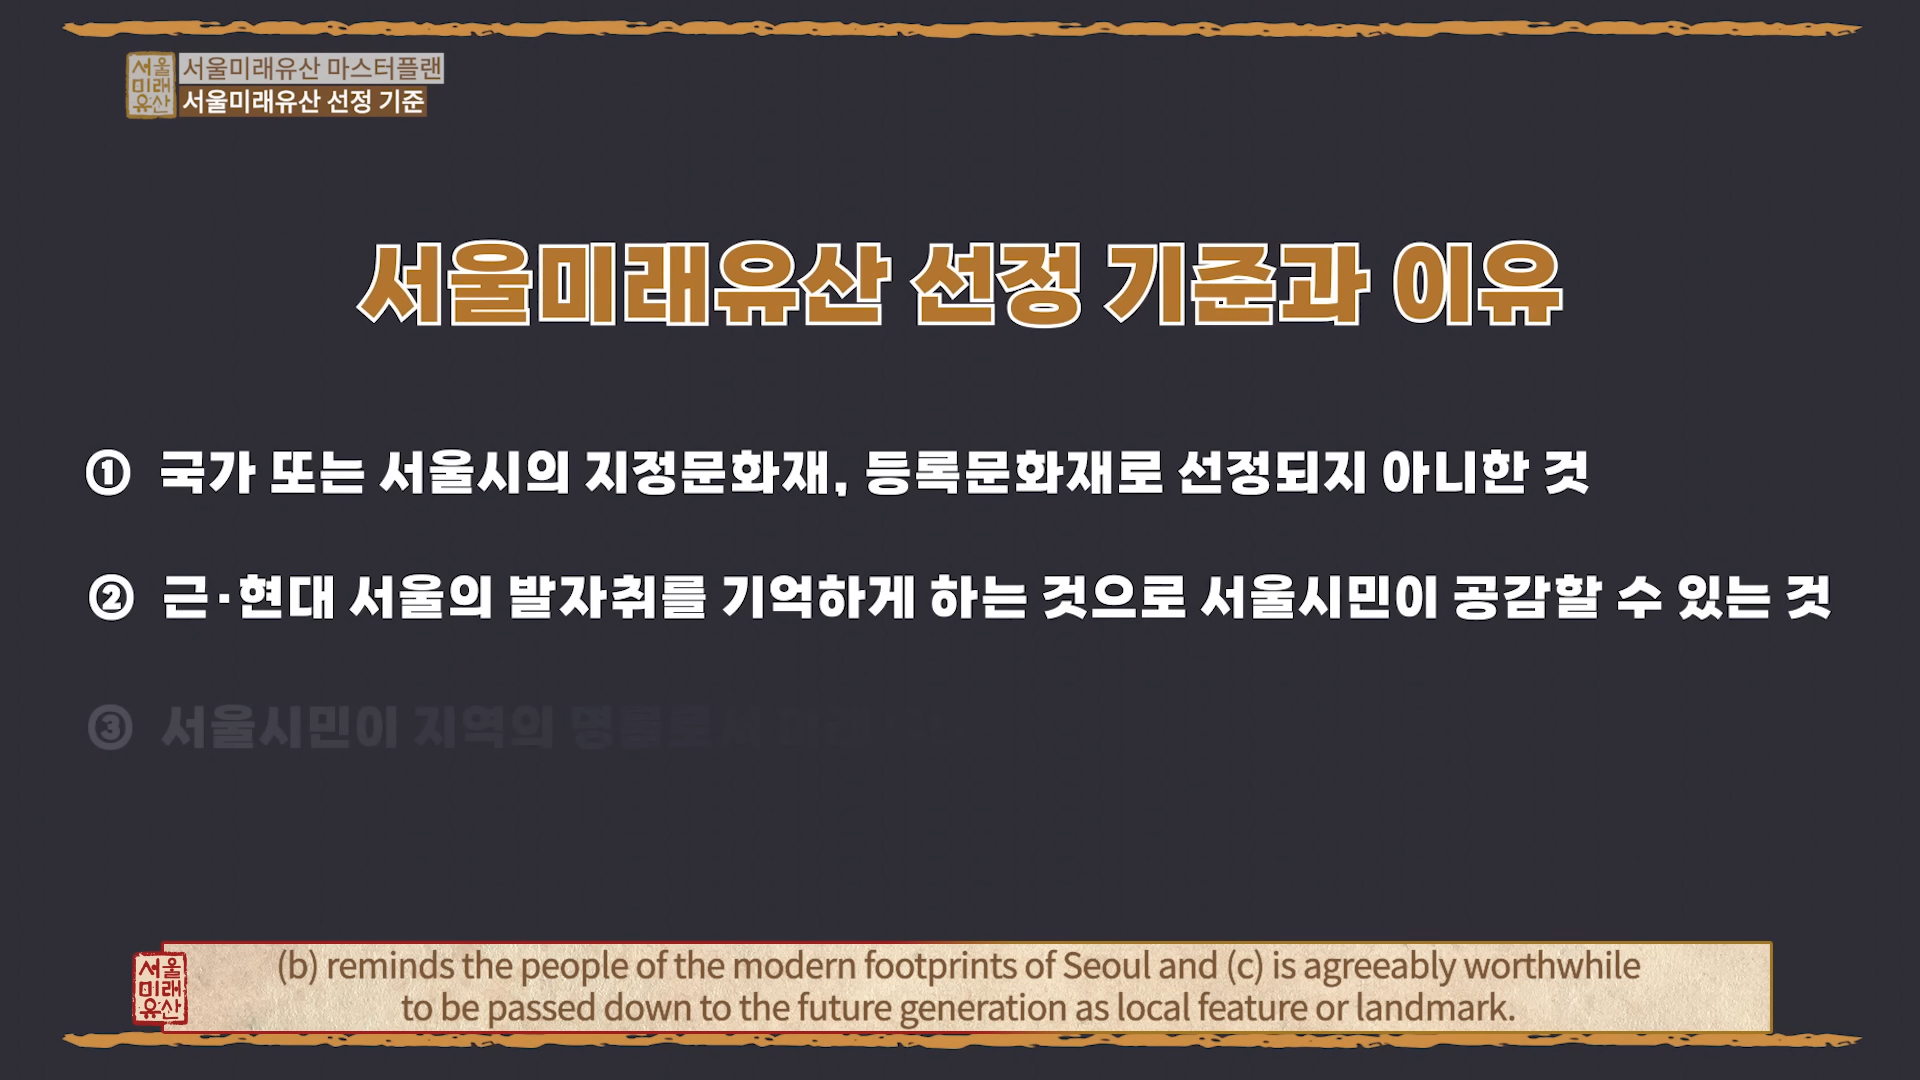 서울
미래
유산
서울미래유산 마스터플랜
서울미래유산 선정 기준
서울미래유산 선정 기준과 이유
① 국가 또는 서울시의 지정문화재, 등록문화재로 선정되지 아니한 것
② 근·현대 서울의 발자취를 기억하게 하는 것으로 서울시민이 공감할 수 있는 것
③ 서울시민이 지역의 명물로서
(b) reminds the people of the modern footprints of Seoul and (c) is agreeably worthwhile
to be passed down to the future generation as local feature or landmark.
서울
미래
유산